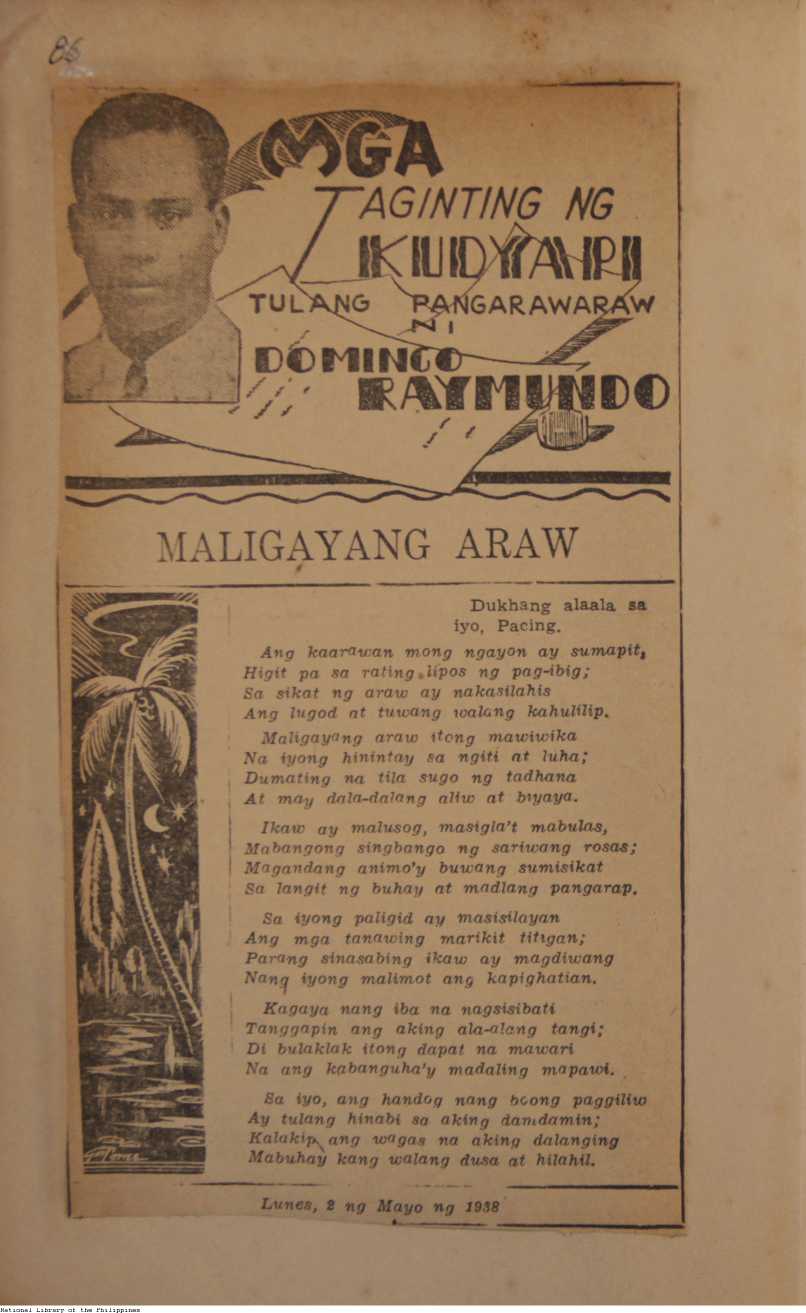 86
MGA
TAGINTING NG
KUDYAPI
TULANG PANGARAWARAW
NI
DOMINGO
RAYMUNDO
MALIGAYANG ARAW
Dukhang alaala sa
iyo, Pacing.
Ang kaarawan mong ngayon ay sumapit,
Higit pa sa rating lipos ng pag-ibig;
Sa sikat ng araw ay nakasilahis
Ang lugod at tuwang walang kahulilip.
Maligayang araw itong mawiwika
Na iyong hinintay sa ngiti at luha;
Dumating na tila sugo ng tadhana
At may dala-dalang aliw at biyaya.
Ikaw ay malusog, masigla't mabulas,
Mabangong singbango ng sariwang rosas;
Magandang animo'y buwang sumisikat
Sa langit ng buhay at madlang pangarap.
Sa iyong paligid ay masisilayan
Ang mga tanawing marikit titigan;
Parang sinasabing ikaw ay magdiwang
Nang iyong malimot ang kapighatian.
Kagaya nang iba na nagsisibati
Tanggapin ang aking ala-alang tangi;
Di bulaklak itong dapat na mawari
Na ang kabanguha'y madaling mapawi.
Sa iyo, ang handog nang boong paggiliw
Ay tulang hinabi sa aking damdamin;
Kalakip ang wagas na aking dalanging
Mabuhay kang walang dusa at hilahil.
Lunes, 2 ng Mayo ng 1938
National Library of the Philippines